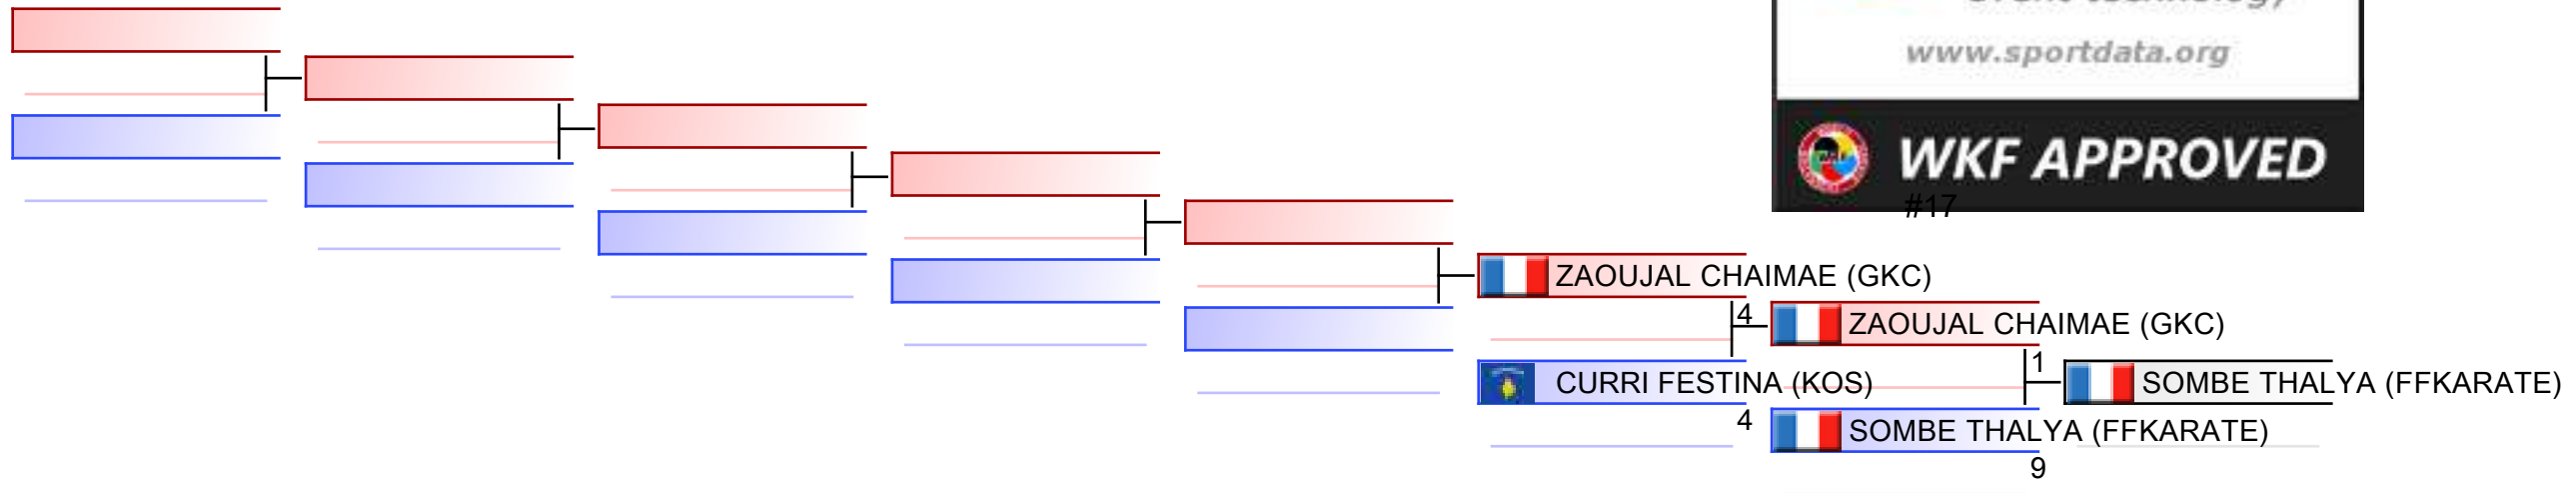 www.sportdata.org
WKF APPROVED
#17
ZAOUJAL CHAIMAE (GKC)
4
ZAOUJAL CHAIMAE (GKC)
1
CURRI FESTINA (KOS)
SOMBE THALYA (FFKARATE)
4
SOMBE THALYA (FFKARATE)
9